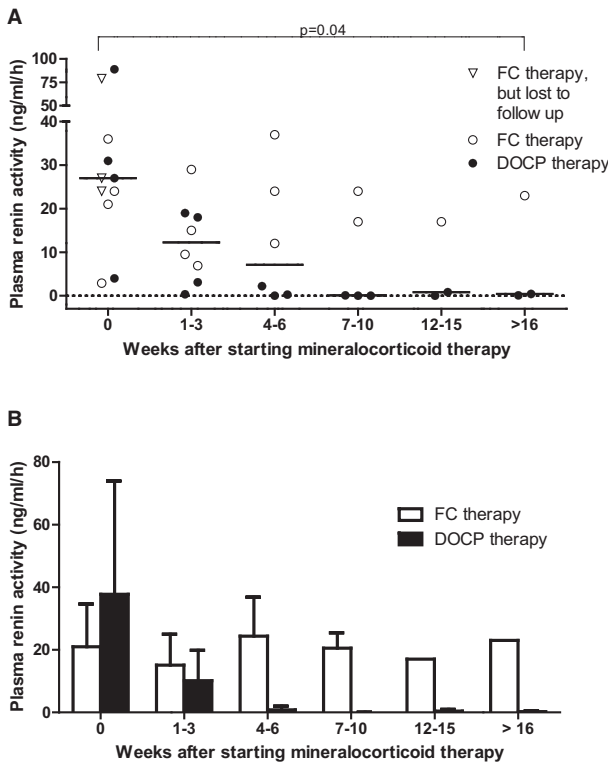 A
p=0.04
Plasma renin activity (ng/ml/h)
100
75
50
40
30
20
10
0
FC therapy,
but lost to
follow up
FC therapy
DOCP therapy
0 1-3 4-6 7-10 12-15 >16
Weeks after starting mineralocorticoid therapy
B
Plasma renin activity (ng/ml/h)
80
60
40
20
0
FC therapy
DOCP therapy
0 1-3 4-6 7-10 12-15 > 16
Weeks after starting mineralocorticoid therapy